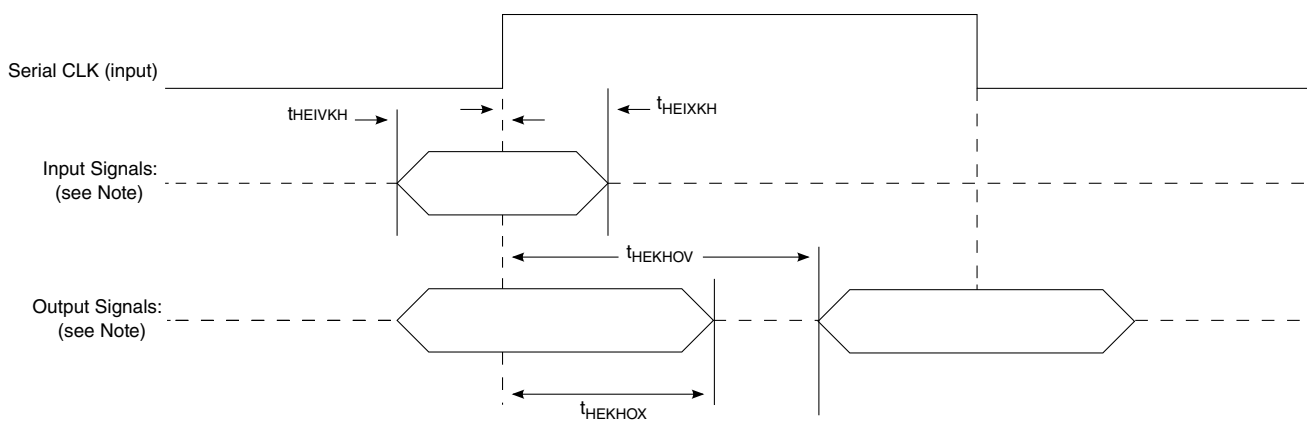 Serial CLK (input)
tHEIVKH
tHEIXKH
Input Signals:
(see Note)
tHEKHOV
Output Signals:
(see Note)
tHEKHOX